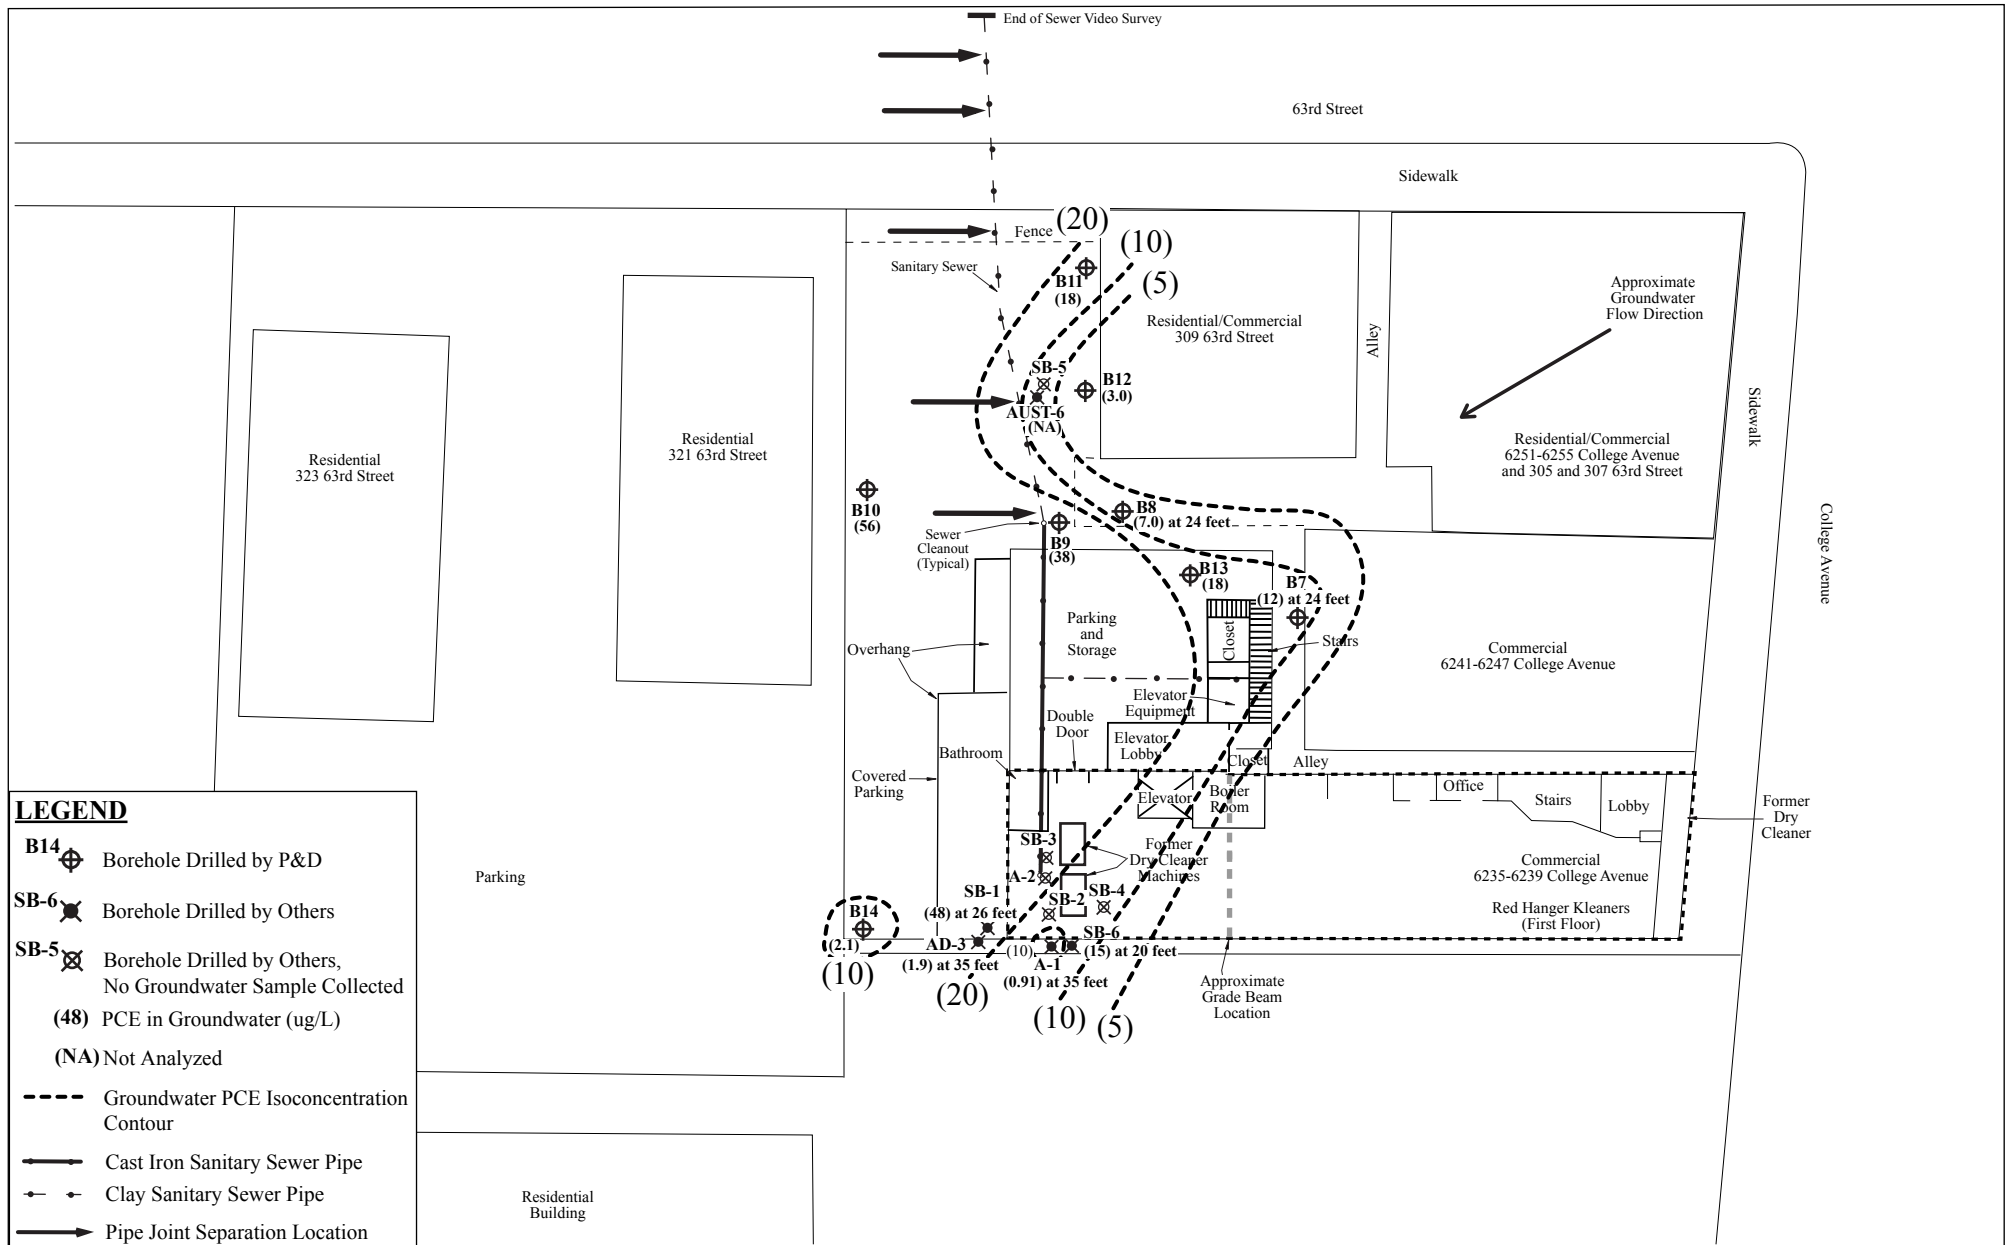 End of Sewer Video Survey
63rd Street
Sidewalk
Fence
(20)
(10)
(5)
Sanitary Sewer
B11
(18)
Residential/Commercial
309 63rd Street
Alley
Approximate
Groundwater
Flow Direction
SB-5
B12
(3.0)
AUST-6
(NA)
Residential
323 63rd Street
Residential
321 63rd Street
Residential/Commercial
6251-6255 College Avenue
and 305 and 307 63rd Street
Sidewalk
College Avenue
B10
(56)
B8
(7.0) at 24 feet
Sewer
Cleanout
(Typical)
B9
(38)
B13
(18)
B7
(12) at 24 feet
Parking
and
Storage
Closet
Stairs
Overhang
Commercial
6241-6247 College Avenue
Elevator
Equipment
Double
Door
Elevator
Lobby
Bathroom
Closet
Alley
Covered
Parking
Elevator
Boiler
Room
Office
Stairs
Lobby
Former
Dry
Cleaner
SB-3
Former
Dry Cleaner
Machines
A-2
Commercial
6235-6239 College Avenue
Red Hanger Kleaners
(First Floor)
Parking
SB-1
SB-2
SB-4
(48) at 26 feet
B14
(2.1)
(10)
AD-3
(1.9) at 35 feet
(10)
A-1
(0.91) at 35 feet
SB-6
(15) at 20 feet
(20)
(10)
(5)
Approximate
Grade Beam
Location
Residential
Building
LEGEND
B14
Borehole Drilled by P&D
SB-6
Borehole Drilled by Others
SB-5
Borehole Drilled by Others,
No Groundwater Sample Collected
(48) PCE in Groundwater (ug/L)
(NA) Not Analyzed
Groundwater PCE Isoconcentration
Contour
Cast Iron Sanitary Sewer Pipe
Clay Sanitary Sewer Pipe
Pipe Joint Separation Location